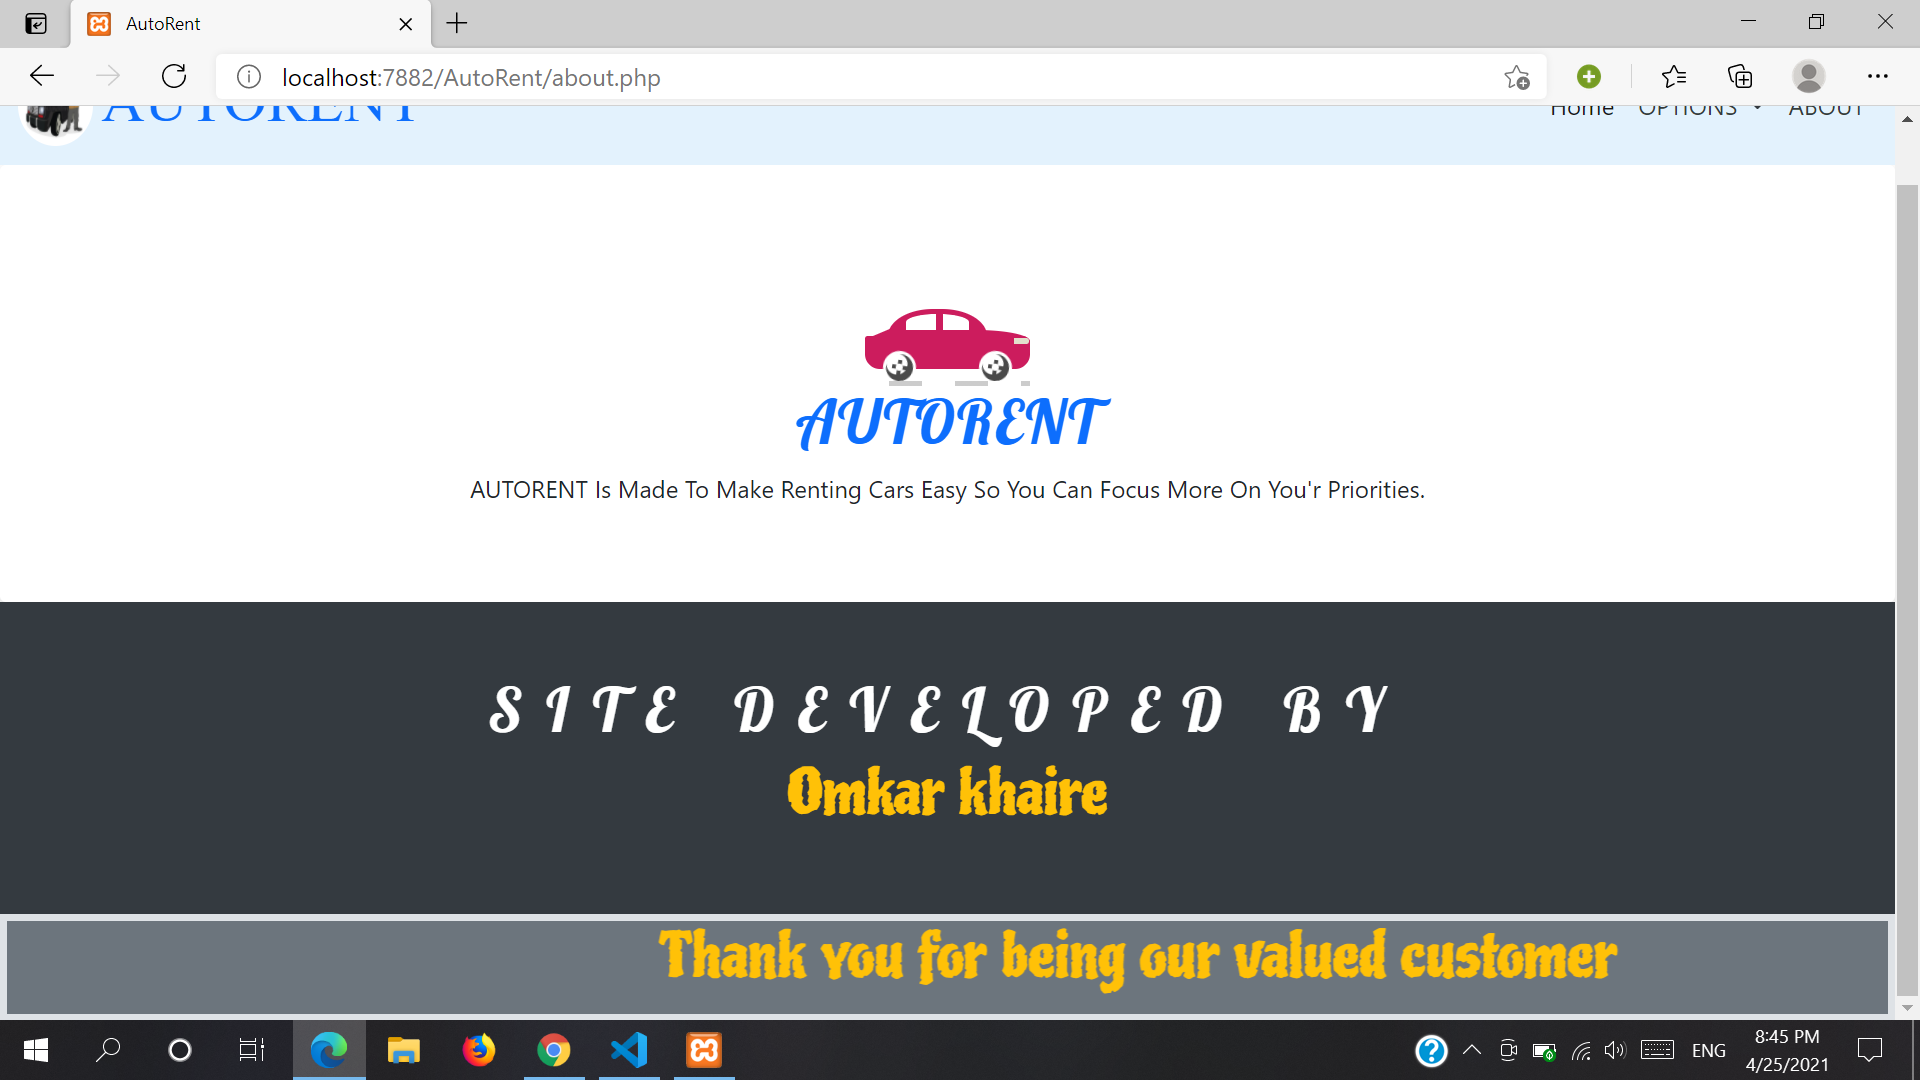 AutoRent
localhost:7882/AutoRent/about.php
AUTORENT
Home OPTIONS ABOUT
AUTORENT
AUTORENT Is Made To Make Renting Cars Easy So You Can Focus More On You'r Priorities.
SITE DEVELOPED BY
Omkar khaire
Thank you for being our valued customer
ENG
8:45 PM
4/25/2021